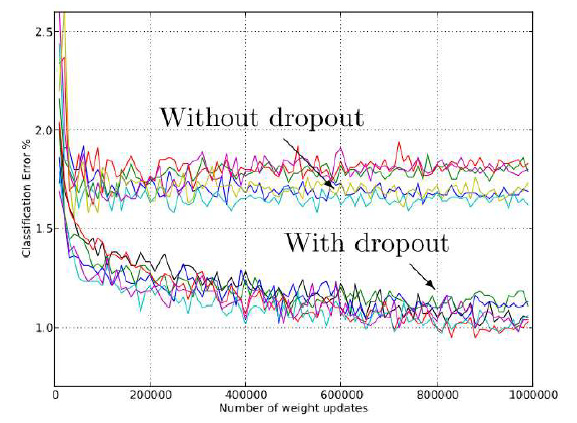 2.5
Without dropout
2.0
Classification Error %
1.5
With dropout
1.0
0 200000 400000 600000 800000 1000000
Number of weight updates